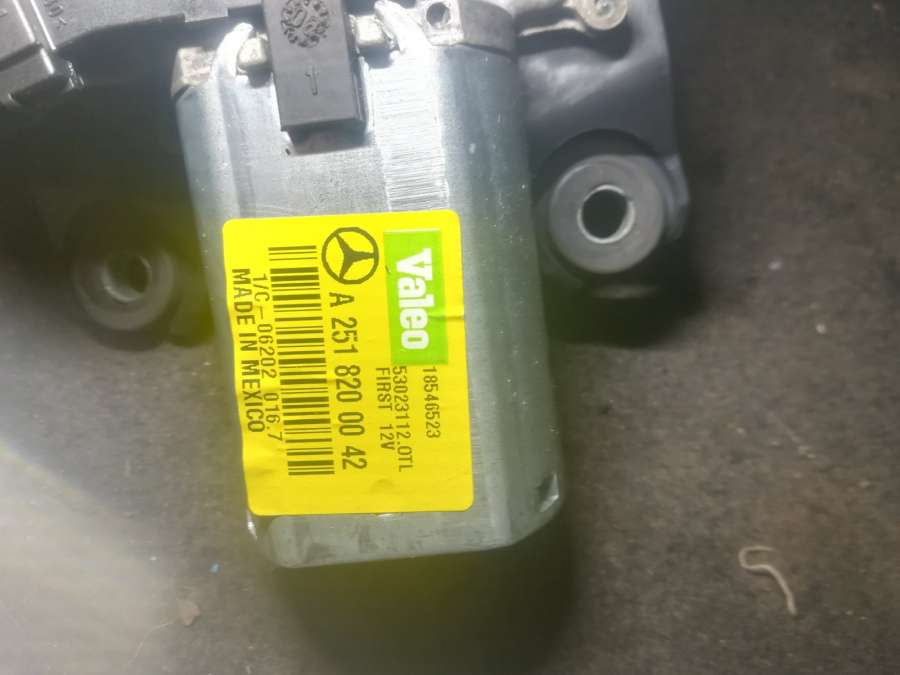 Valeo
18546523
53023112.OTL
FIRST 12V
A 251 820 00 42
1/C-06202 016.7
MADE IN MEXICO